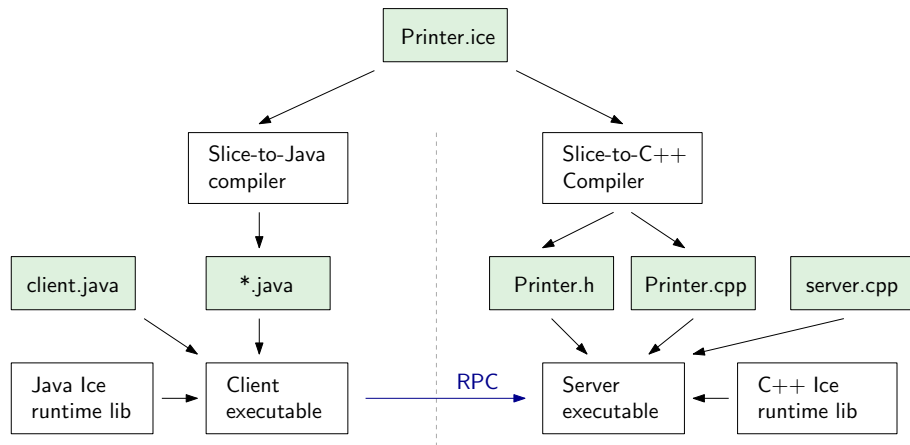 Printer.ice
Slice-to-Java
compiler
Slice-to-C++
Compiler
client.java
*.java
Printer.h
Printer.cpp
server.cpp
Java Ice
runtime lib
Client
executable
RPC
Server
executable
C++ Ice
runtime lib